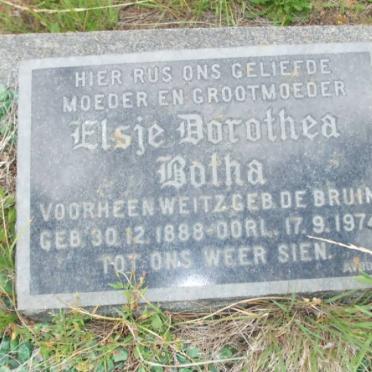 HIER RUS ONS GELIEFDE
MOEDER EN GROOTMOEDER
Elsje Dorothea
Botha
VOORHEEN WEITZ GEB. DE BRUIN
GEB. 30.12.1888 - OORL. 17.9.1974
TOT ONS WEER SIEN.